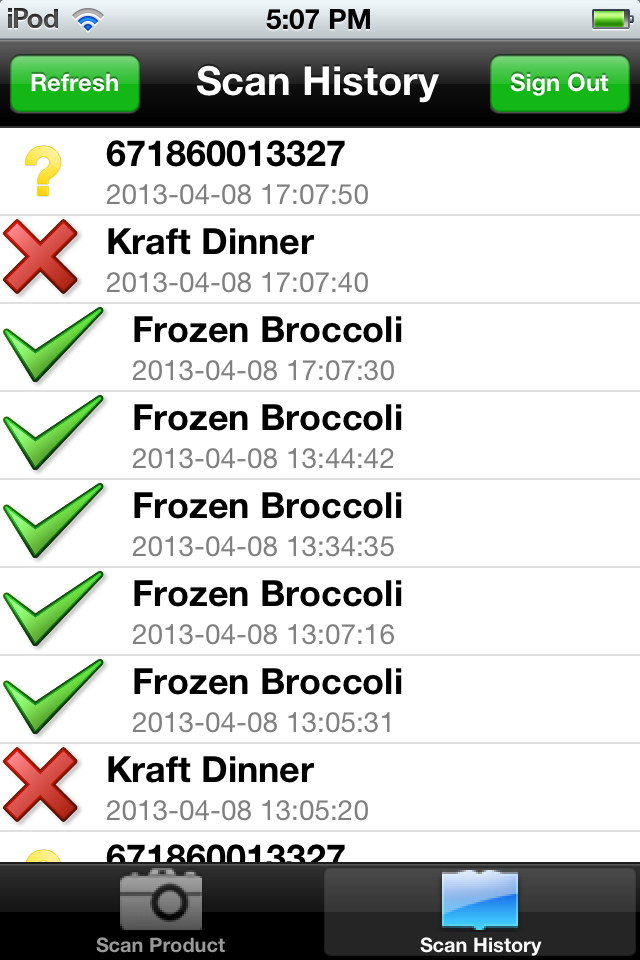 iPod 5:07 PM
Refresh Scan History Sign Out
671860013327
2013-04-08 17:07:50
Kraft Dinner
2013-04-08 17:07:40
Frozen Broccoli
2013-04-08 17:07:30
Frozen Broccoli
2013-04-08 13:44:42
Frozen Broccoli
2013-04-08 13:34:35
Frozen Broccoli
2013-04-08 13:07:16
Frozen Broccoli
2013-04-08 13:05:31
Kraft Dinner
2013-04-08 13:05:20
671860013327
Scan Product Scan History